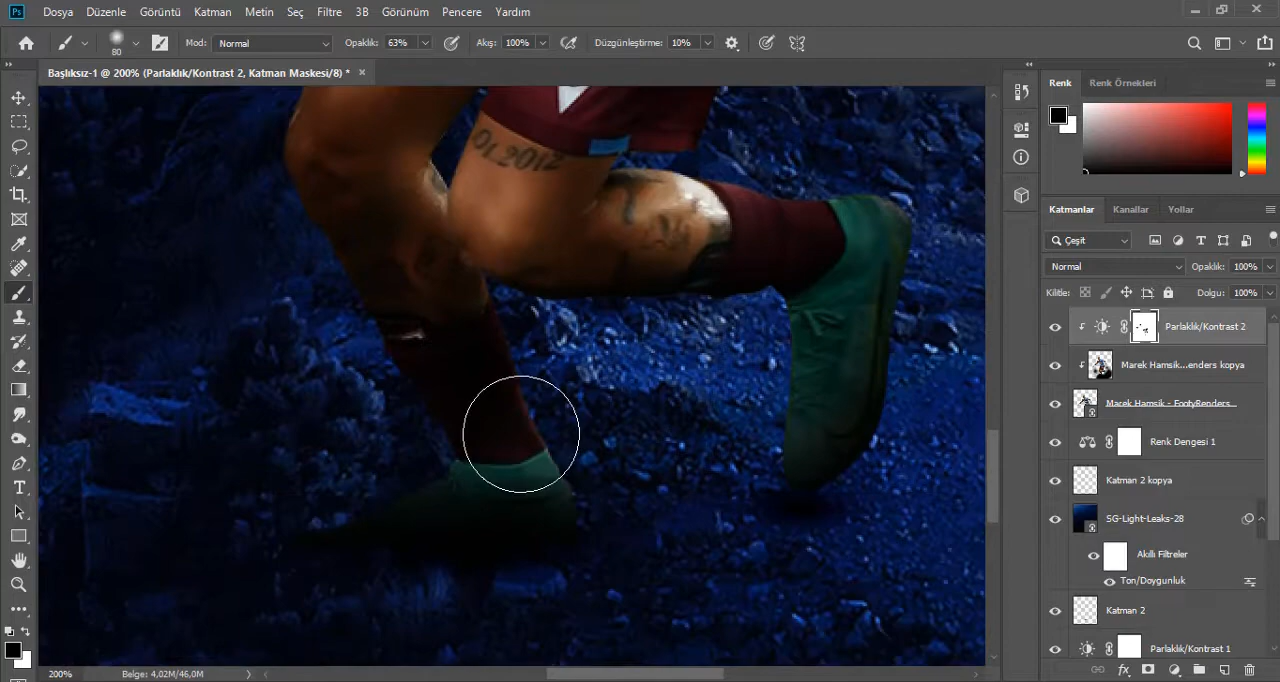 Ps Dosya Düzenle Görüntü Katman Metin Seç Filtre 3B Görünüm Pencere Yardım
80 Mod: Normal Opaklık: 63% Akış: 100% Düzgünleştirme: 10%
Başlıksız-1 @ 200% (Parlaklık/Kontrast 2, Katman Maskesi/8) *
Renk Renk Örnekleri
01.2012
Katmanlar Kanallar Yollar
Çeşit
Normal Opaklık: 100%
Kilitle: Dolgu: 100%
Parlaklık/Kontrast 2
Marek Hamsik...enders kopya
Marek Hamsik - FootyRenders...
Renk Dengesi 1
Katman 2 kopya
SG-Light-Leaks-28
Akıllı Filtreler
Ton/Doygunluk
Katman 2
Parlaklık/Kontrast 1
200% Belge: 4,02M/46,0M